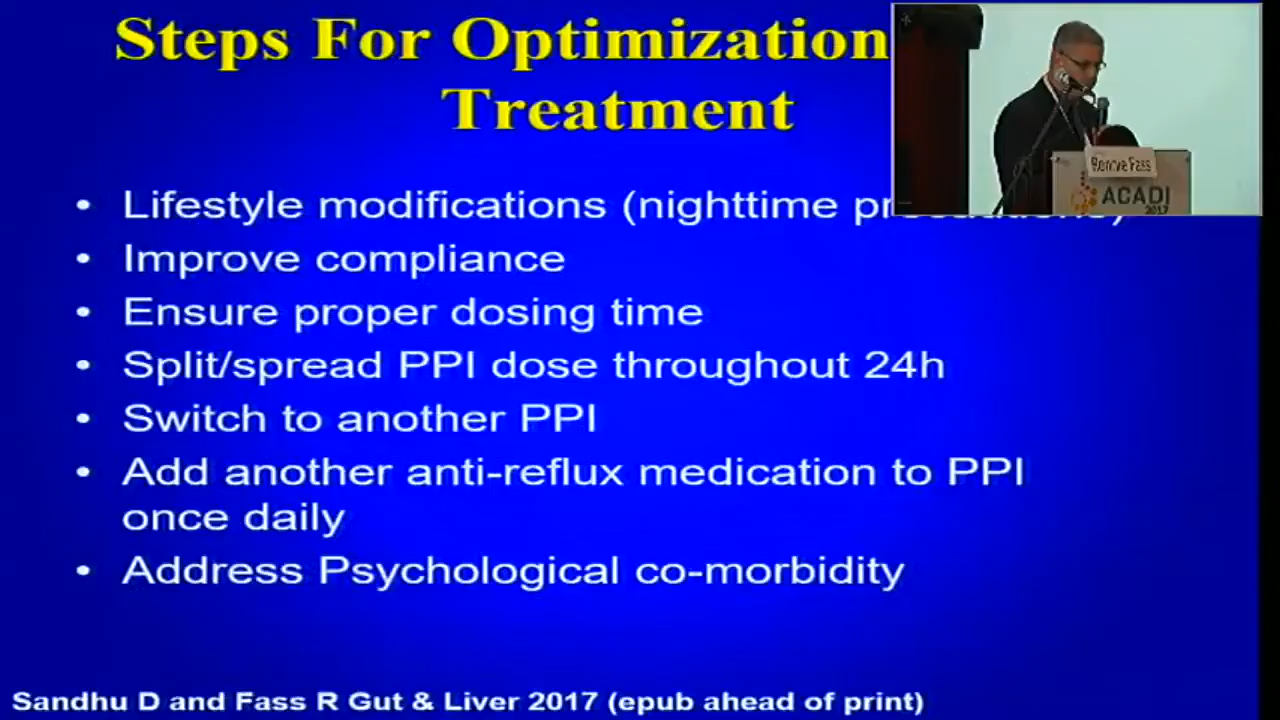 Steps For Optimization
Treatment
• Lifestyle modifications (nighttime
• Improve compliance
• Ensure proper dosing time
• Split/spread PPI dose throughout 24h
• Switch to another PPI
• Add another anti-reflux medication to PPI
once daily
• Address Psychological co-morbidity
Sandhu D and Fass R Gut & Liver 2017 (epub ahead of print)
Ronnie Fass
ACADI
2017